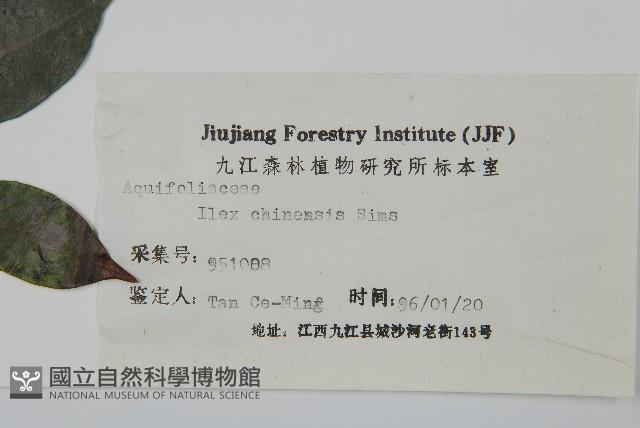 Jiujiang Forestry Institute (JJF)
九江森林植物研究所标本室
Aquifoliaceae
Ilex chinensis Sims
采集号: 951088
鉴定人: Tan Ce-Ming 时间: 96/01/20
地址: 江西九江县城沙河老街143号
國立自然科學博物館
NATIONAL MUSEUM OF NATURAL SCIENCE